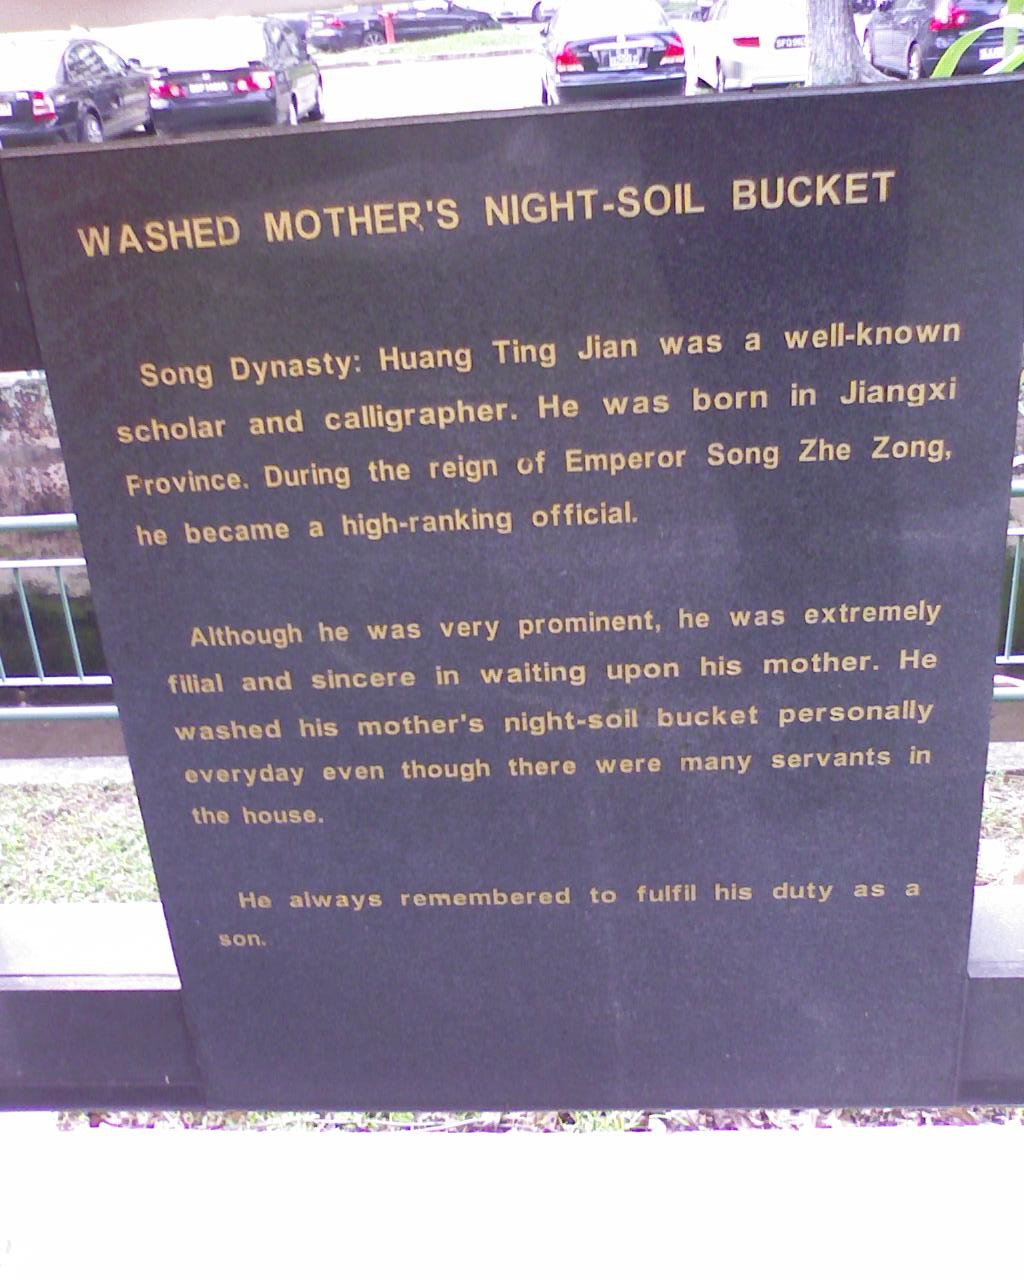 WASHED MOTHER'S NIGHT-SOIL BUCKET
Song Dynasty: Huang Ting Jian was a well-known
scholar and calligrapher. He was born in Jiangxi
Province. During the reign of Emperor Song Zhe Zong,
he became a high-ranking official.
Although he was very prominent, he was extremely
filial and sincere in waiting upon his mother. He
washed his mother's night-soil bucket personally
everyday even though there were many servants in
the house.
He always remembered to fulfil his duty as a
son.